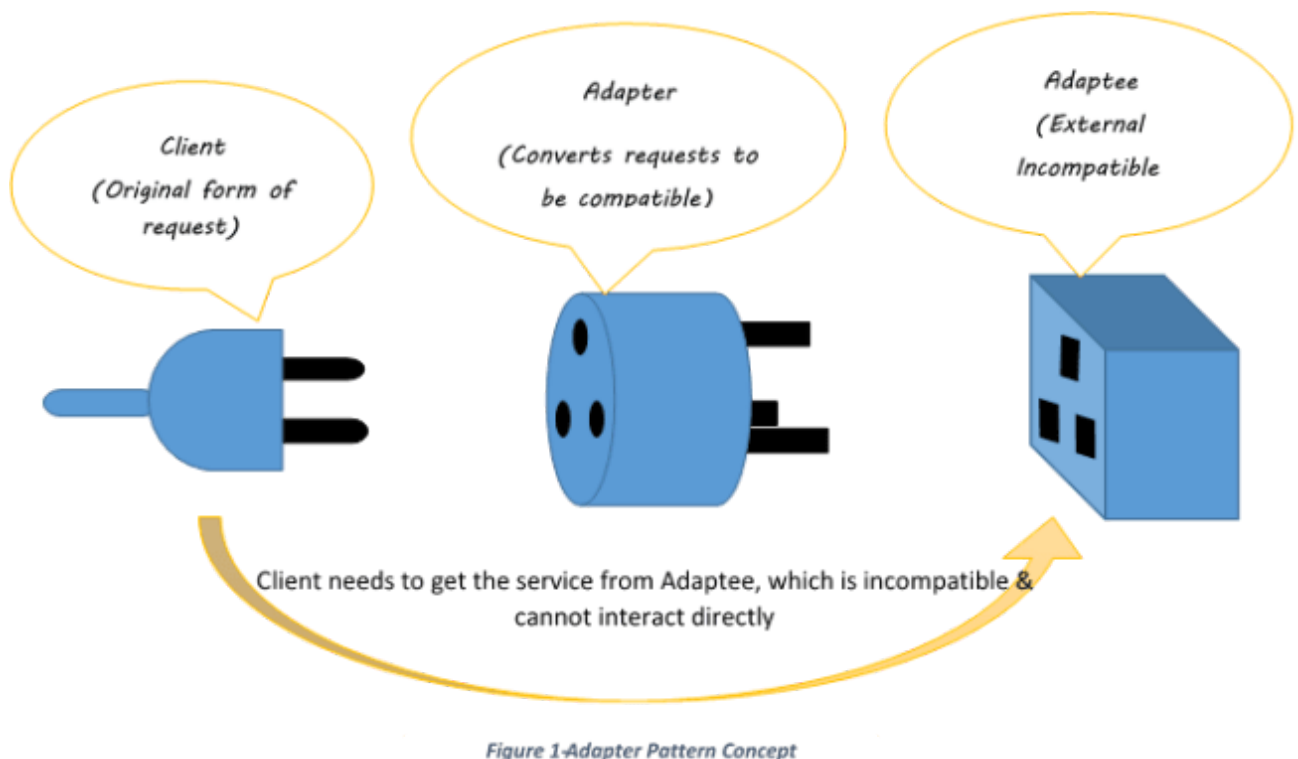 Client
(Original form of
request)
Adapter
(Converts requests to
be compatible)
Adaptee
(External
Incompatible
Client needs to get the service from Adaptee, which is incompatible &
cannot interact directly
Figure 1-Adapter Pattern Concept